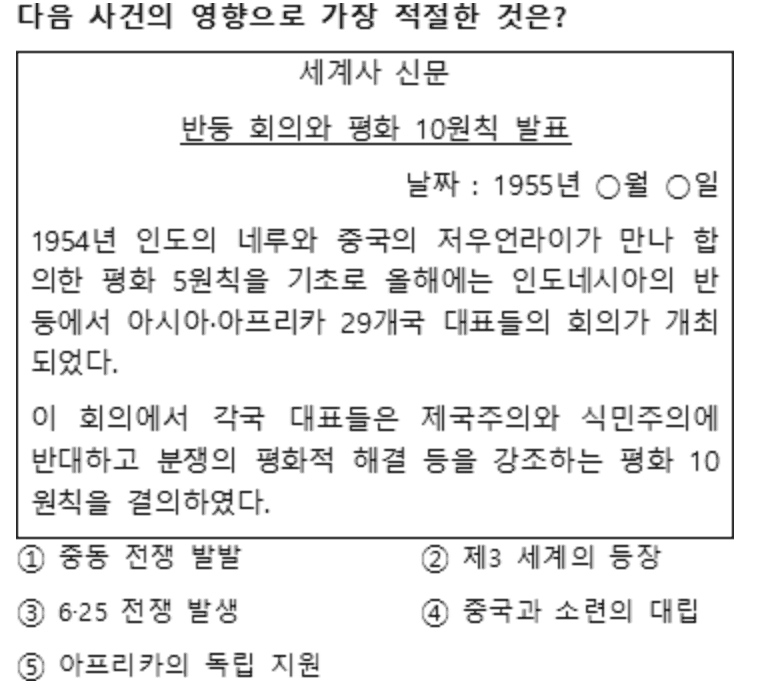 다음 사건의 영향으로 가장 적절한 것은?
세계사 신문
반둥 회의와 평화 10원칙 발표
날짜 : 1955년 ○월 ○일
1954년 인도의 네루와 중국의 저우언라이가 만나 합
의한 평화 5원칙을 기초로 올해에는 인도네시아의 반
둥에서 아시아·아프리카 29개국 대표들의 회의가 개최
되었다.
이 회의에서 각국 대표들은 제국주의와 식민주의에
반대하고 분쟁의 평화적 해결 등을 강조하는 평화 10
원칙을 결의하였다.
① 중동 전쟁 발발 ② 제3 세계의 등장
③ 6·25 전쟁 발생 ④ 중국과 소련의 대립
⑤ 아프리카의 독립 지원